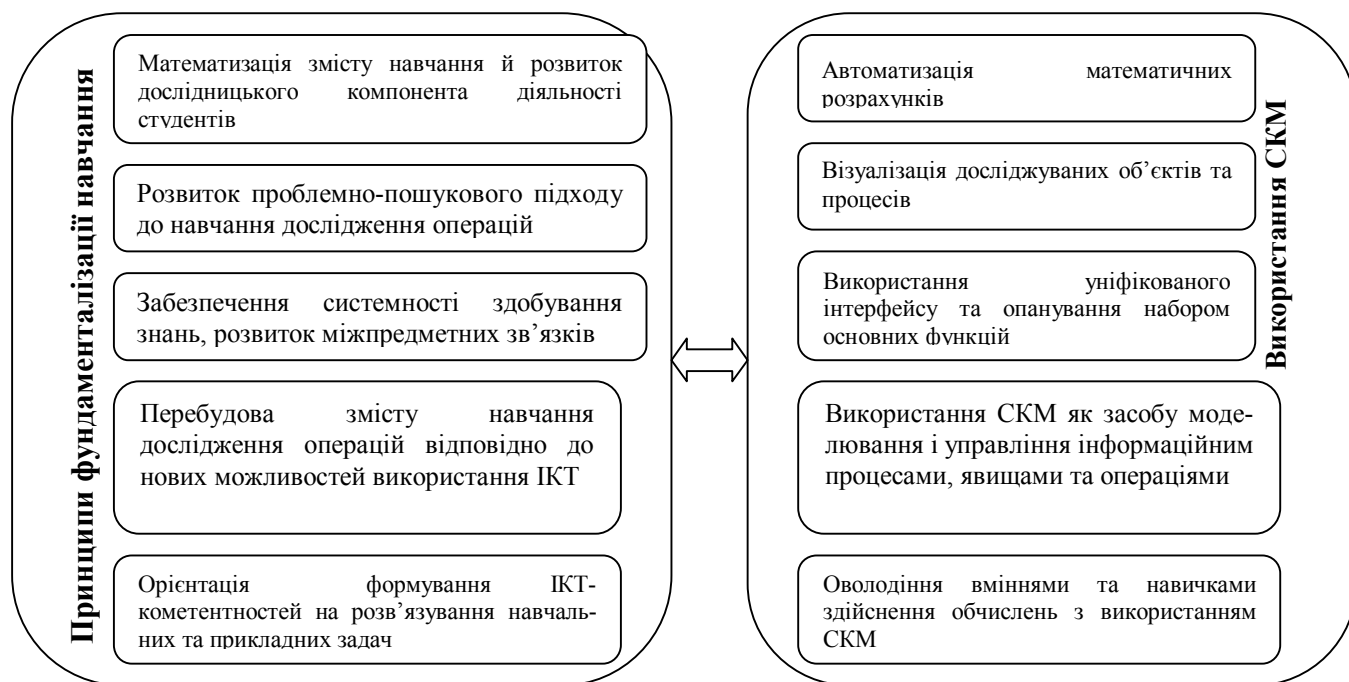 Принципи фундаменталізації навчання
Математизація змісту навчання й розвиток
дослідницького компонента діяльності
студентів
Розвиток проблемно-пошукового підходу
до навчання дослідження операцій
Забезпечення системності здобування
знань, розвиток міжпредметних зв’язків
Перебудова змісту навчання
дослідження операцій відповідно до
нових можливостей використання ІКТ
Орієнтація формування ІКТ-
кометентностей на розв’язування навчаль-
них та прикладних задач
Автоматизація математичних
розрахунків
Візуалізація досліджуваних об’єктів та
процесів
Використання уніфікованого
інтерфейсу та опанування набором
основних функцій
Використання СКМ як засобу моде-
лювання і управління інформаційним
процесами, явищами та операціями
Оволодіння вміннями та навичками
здійснення обчислень з використанням
СКМ
Використання СКМ